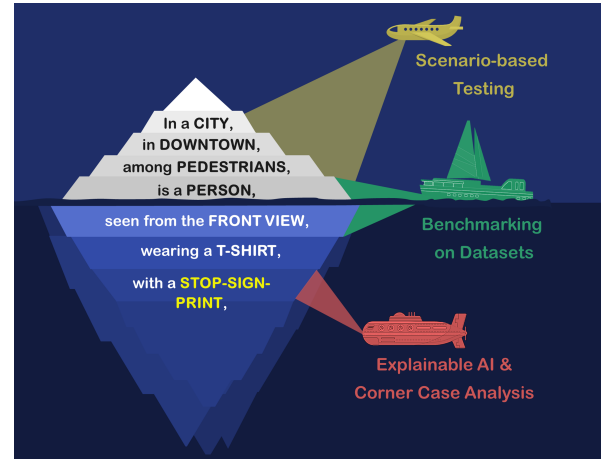 Scenario-based
Testing
In a CITY,
in DOWNTOWN,
among PEDESTRIANS,
is a PERSON,
seen from the FRONT VIEW,
Benchmarking
on Datasets
wearing a T-SHIRT,
with a STOP-SIGN-
PRINT,
Explainable AI &
Corner Case Analysis